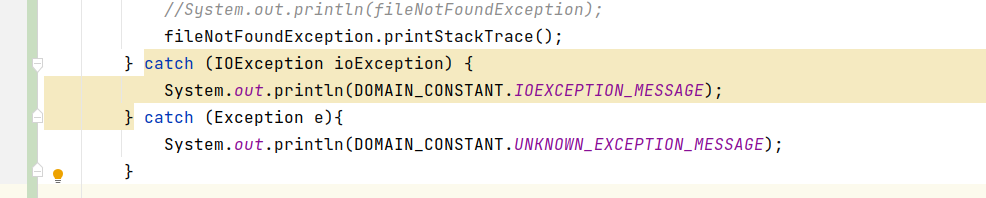 //System.out.println(fileNotFoundException);
fileNotFoundException.printStackTrace();
} catch (IOException ioException) {
System.out.println(DOMAIN_CONSTANT.IOEXCEPTION_MESSAGE);
} catch (Exception e){
System.out.println(DOMAIN_CONSTANT.UNKNOWN_EXCEPTION_MESSAGE);
}